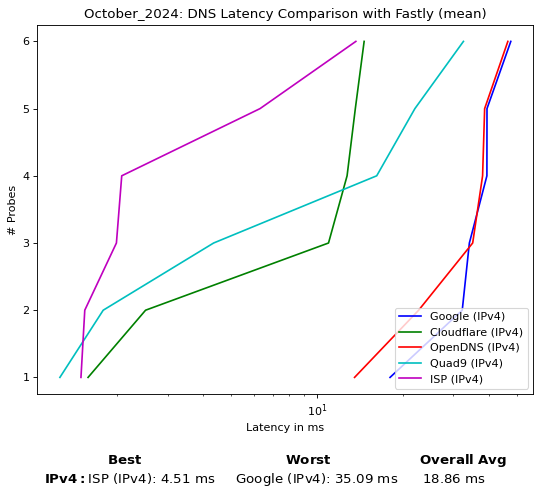 October_2024: DNS Latency Comparison with Fastly (mean)
6
5
4
3
2
1
# Probes
Google (IPv4)
Cloudflare (IPv4)
OpenDNS (IPv4)
Quad9 (IPv4)
ISP (IPv4)
10¹
Latency in ms
Best Worst Overall Avg
IPv4: ISP (IPv4): 4.51 ms Google (IPv4): 35.09 ms 18.86 ms